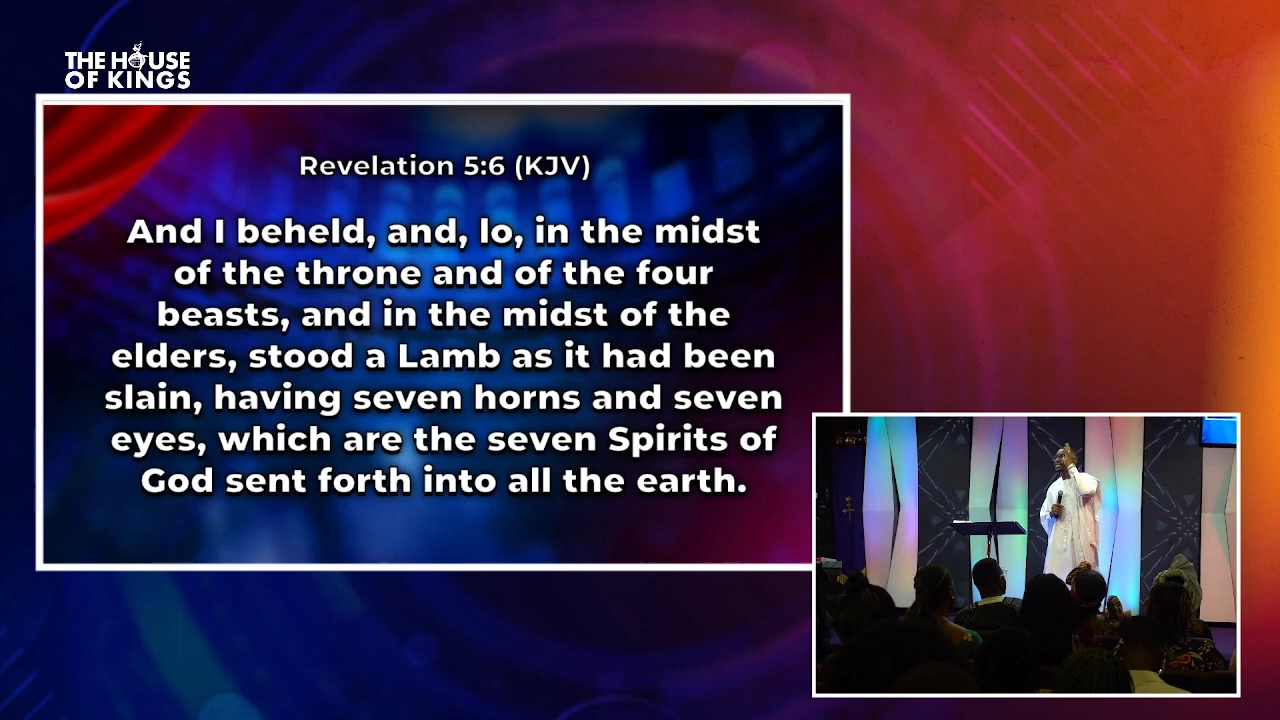 THE HOUSE
OF KINGS
Revelation 5:6 (KJV)
And I beheld, and, lo, in the midst
of the throne and of the four
beasts, and in the midst of the
elders, stood a Lamb as it had been
slain, having seven horns and seven
eyes, which are the seven Spirits of
God sent forth into all the earth.